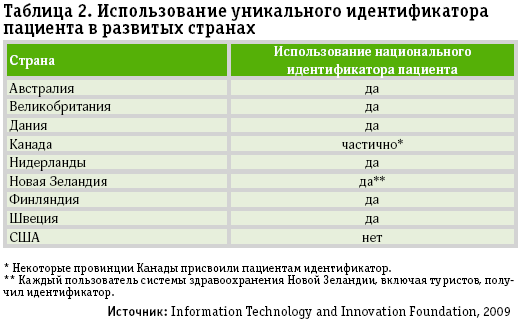 Таблица 2. Использование уникального идентификатора
пациента в развитых странах
Страна
Использование национального
идентификатора пациента
Австралия да
Великобритания да
Дания да
Канада частично*
Нидерланды да
Новая Зеландия да**
Финляндия да
Швеция да
США нет
* Некоторые провинции Канады присвоили пациентам идентификатор.
** Каждый пользователь системы здравоохранения Новой Зеландии, включая туристов, полу-
чил идентификатор.
Источник: Information Technology and Innovation Foundation, 2009